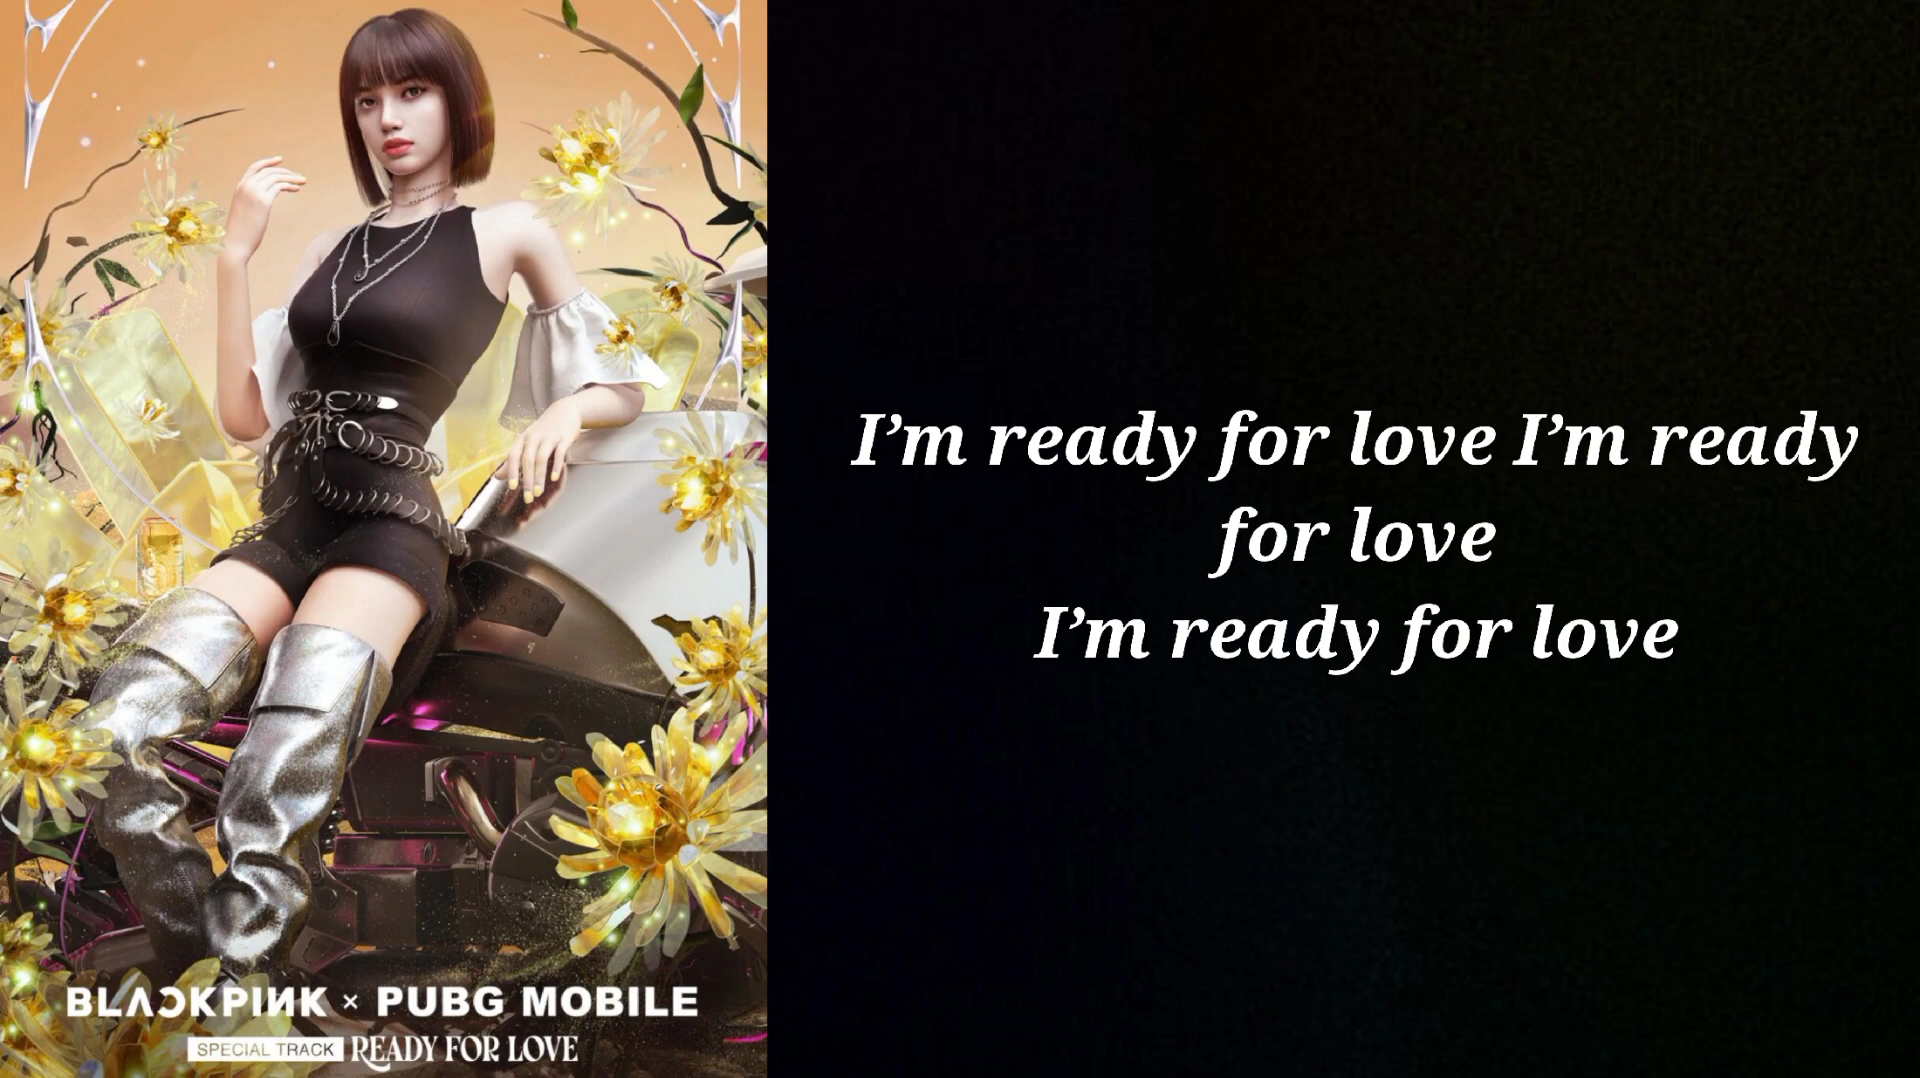 I’m ready for love I’m ready
for love
I’m ready for love
BLACKPINK × PUBG MOBILE
SPECIAL TRACK READY FOR LOVE